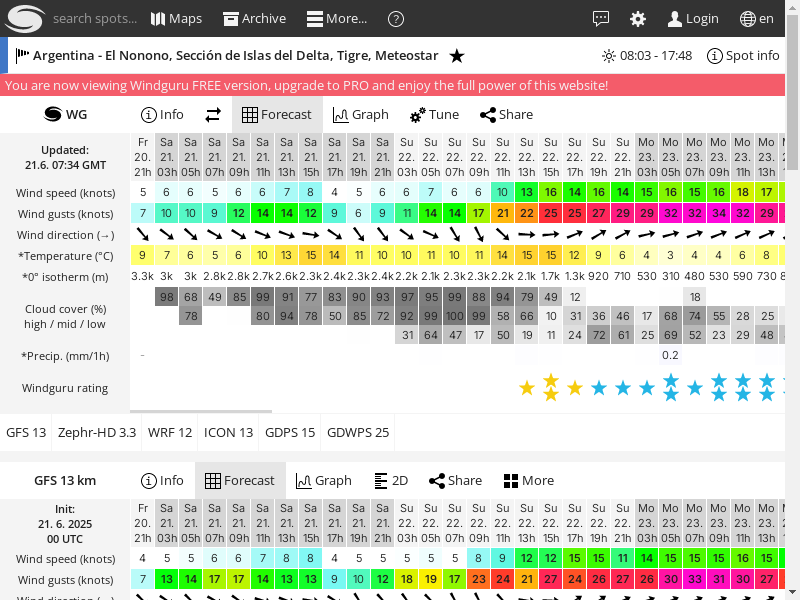 search spots...
Maps
Archive
More...
?
Login
en
Argentina - El Nonono, Sección de Islas del Delta, Tigre, Meteostar
08:03 - 17:48
Spot info
You are now viewing Windguru FREE version, upgrade to PRO and enjoy the full power of this website!
WG
Info
Forecast
Graph
Tune
Share
Updated:
21.6. 07:34 GMT
Fr Sa Sa Sa Sa Sa Sa Sa Sa Sa Sa Su Su Su Su Su Su Su Su Su Su Mo Mo Mo Mo Mo Mo
20. 21. 21. 21. 21. 21. 21. 21. 21. 21. 21. 22. 22. 22. 22. 22. 22. 22. 22. 22. 22. 23. 23. 23. 23. 23. 23.
21h 03h 05h 07h 09h 11h 13h 15h 17h 19h 21h 03h 05h 07h 09h 11h 13h 15h 17h 19h 21h 03h 05h 07h 09h 11h 13h
Wind speed (knots) 5 6 6 5 6 6 7 8 4 5 6 6 7 6 6 10 13 16 14 16 14 15 16 15 16 18 17
Wind gusts (knots) 7 10 10 9 12 14 14 12 9 6 9 11 14 14 17 21 22 25 25 27 29 29 32 32 34 32 29
Wind direction (→)
*Temperature (°C) 9 7 6 5 6 10 13 15 14 11 10 10 11 10 11 14 15 15 12 9 6 4 3 4 4 6 8
*0° isotherm (m) 3.3k 3k 3k 2.8k 2.8k 2.7k 2.6k 2.3k 2.4k 2.3k 2.4k 2.2k 2.1k 2.2k 2.2k 2.2k 2.1k 1.7k 1.3k 920 710 530 310 480 530 590 730
Cloud cover (%)
high / mid / low
98 68 49 85 99 91 77 83 90 93 97 95 99 88 94 79 49 12 18
78 80 94 78 50 85 72 92 99 100 99 58 66 10 31 36 46 17 68 74 55 28 25
31 64 47 17 50 19 11 24 72 61 25 69 52 23 29 48
*Precip. (mm/1h) - 0.2
Windguru rating
GFS 13
Zephr-HD 3.3
WRF 12
ICON 13
GDPS 15
GDWPS 25
GFS 13 km
Info
Forecast
Graph
2D
Share
More
Init:
21. 6. 2025
00 UTC
Fr Sa Sa Sa Sa Sa Sa Sa Sa Sa Sa Su Su Su Su Su Su Su Su Su Su Mo Mo Mo Mo Mo Mo
20. 21. 21. 21. 21. 21. 21. 21. 21. 21. 21. 22. 22. 22. 22. 22. 22. 22. 22. 22. 22. 23. 23. 23. 23. 23. 23.
21h 03h 05h 07h 09h 11h 13h 15h 17h 19h 21h 03h 05h 07h 09h 11h 13h 15h 17h 19h 21h 03h 05h 07h 09h 11h 13h
Wind speed (knots) 4 5 5 6 6 7 8 8 4 5 5 5 5 5 8 9 12 12 15 15 11 14 15 15 15 16 15
Wind gusts (knots) 7 13 14 17 17 14 13 13 9 10 12 18 19 17 23 24 21 27 24 26 27 26 30 33 31 30 27